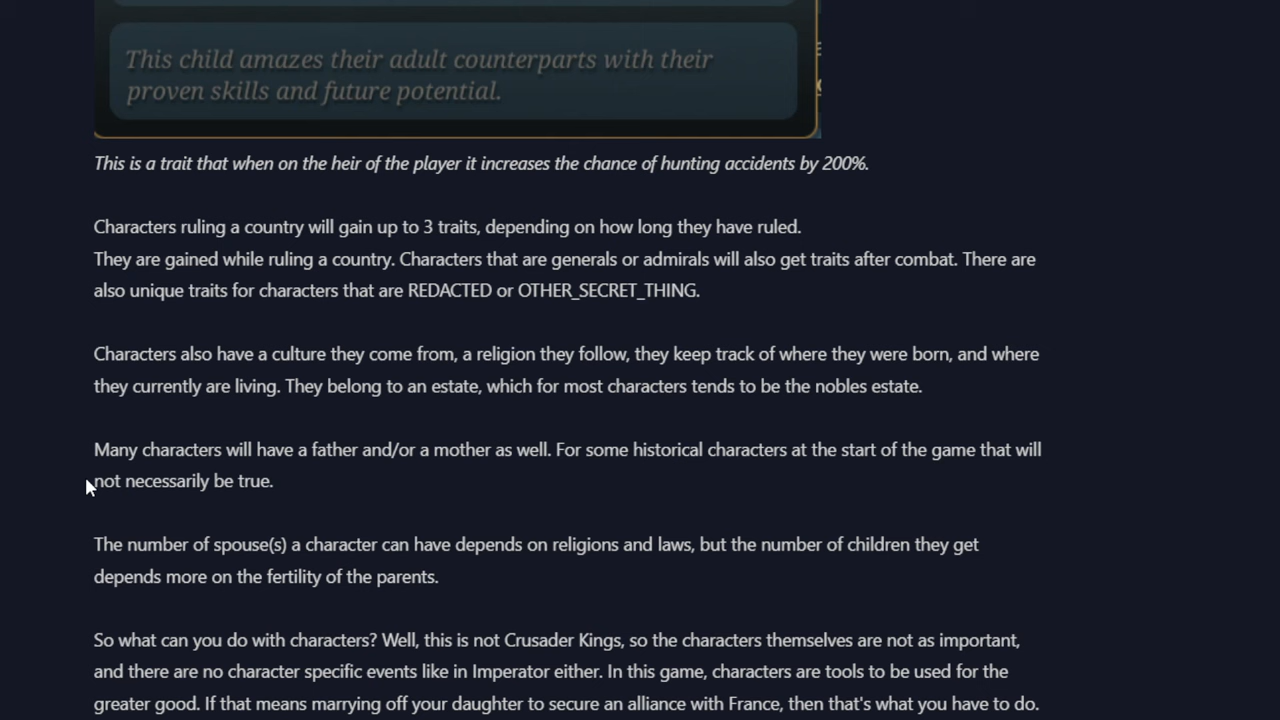 This child amazes their adult counterparts with their
proven skills and future potential.
This is a trait that when on the heir of the player it increases the chance of hunting accidents by 200%.
Characters ruling a country will gain up to 3 traits, depending on how long they have ruled.
They are gained while ruling a country. Characters that are generals or admirals will also get traits after combat. There are
also unique traits for characters that are REDACTED or OTHER_SECRET_THING.
Characters also have a culture they come from, a religion they follow, they keep track of where they were born, and where
they currently are living. They belong to an estate, which for most characters tends to be the nobles estate.
Many characters will have a father and/or a mother as well. For some historical characters at the start of the game that will
not necessarily be true.
The number of spouse(s) a character can have depends on religions and laws, but the number of children they get
depends more on the fertility of the parents.
So what can you do with characters? Well, this is not Crusader Kings, so the characters themselves are not as important,
and there are no character specific events like in Imperator either. In this game, characters are tools to be used for the
greater good. If that means marrying off your daughter to secure an alliance with France, then that's what you have to do.